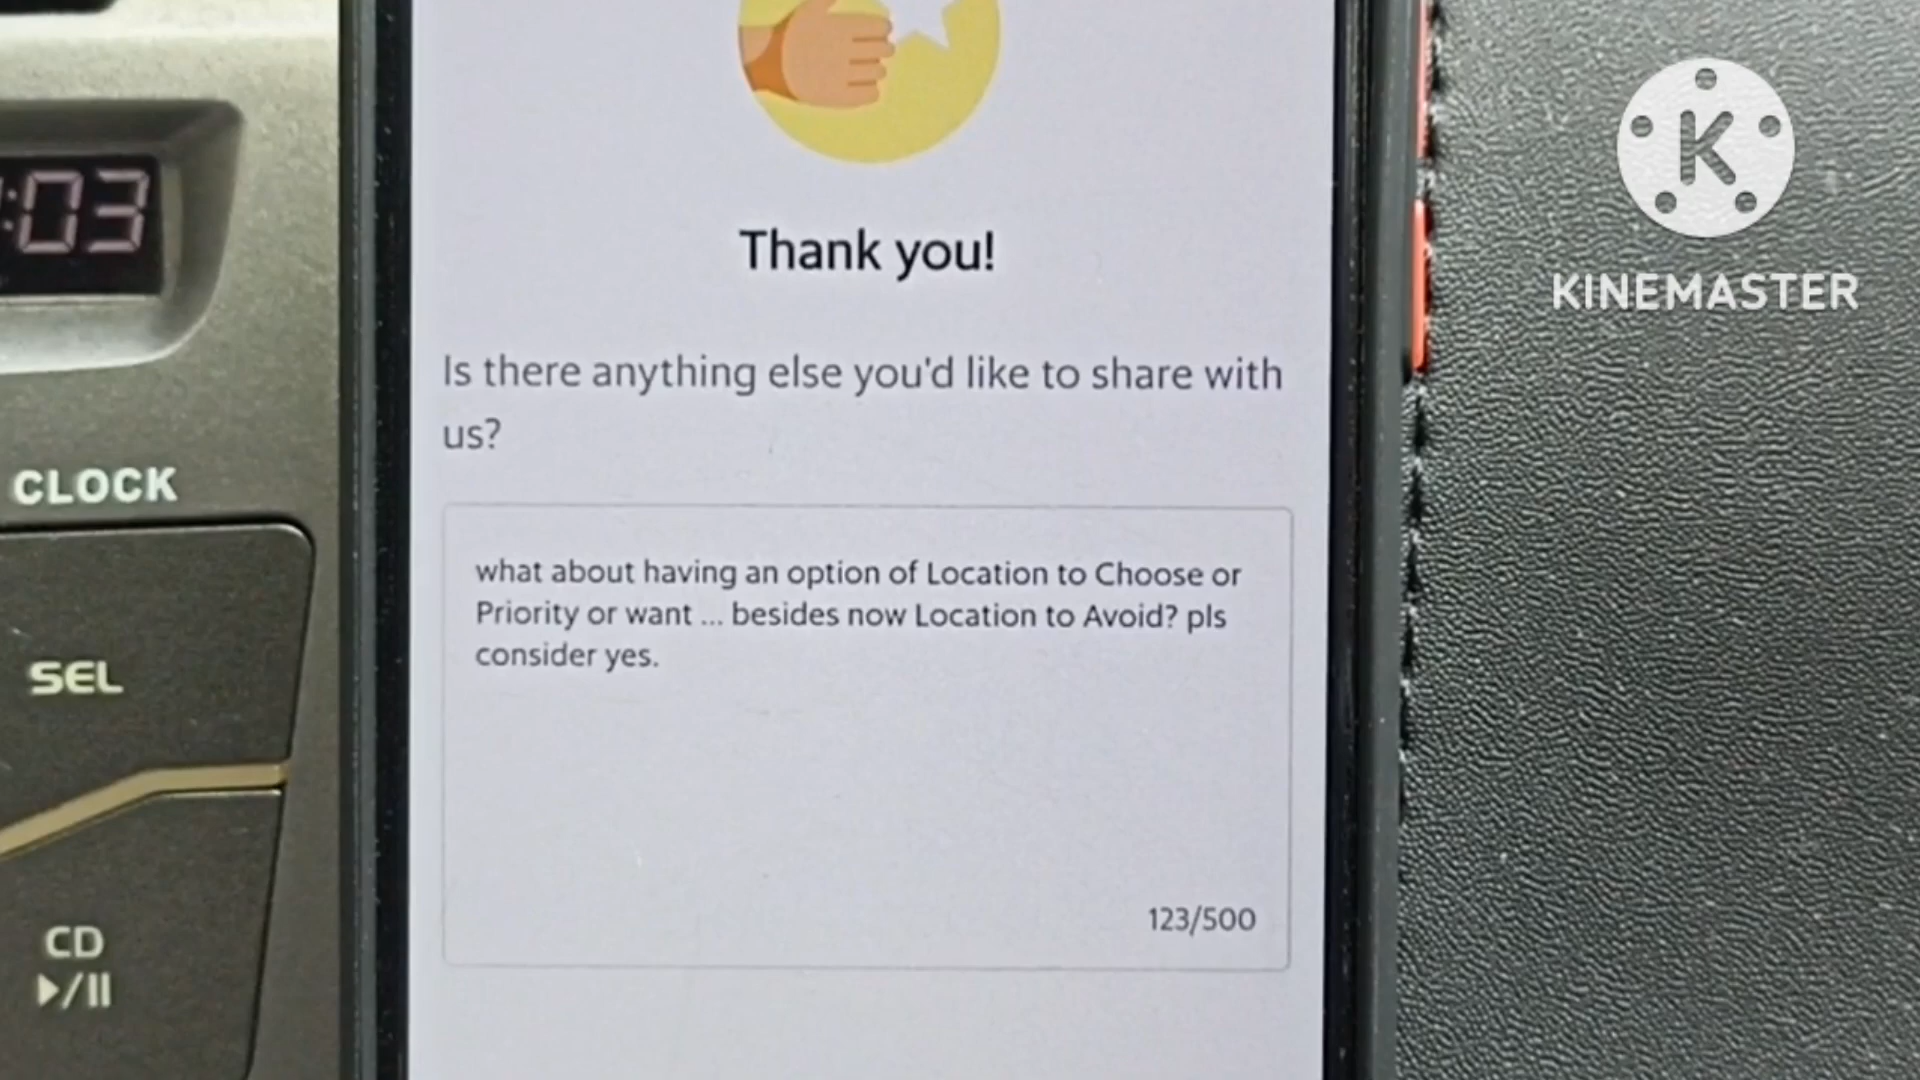 :03
CLOCK
SEL
CD
Thank you!
Is there anything else you'd like to share with
us?
what about having an option of Location to Choose or
Priority or want ... besides now Location to Avoid? pls
consider yes.
123/500
K
KINEMASTER